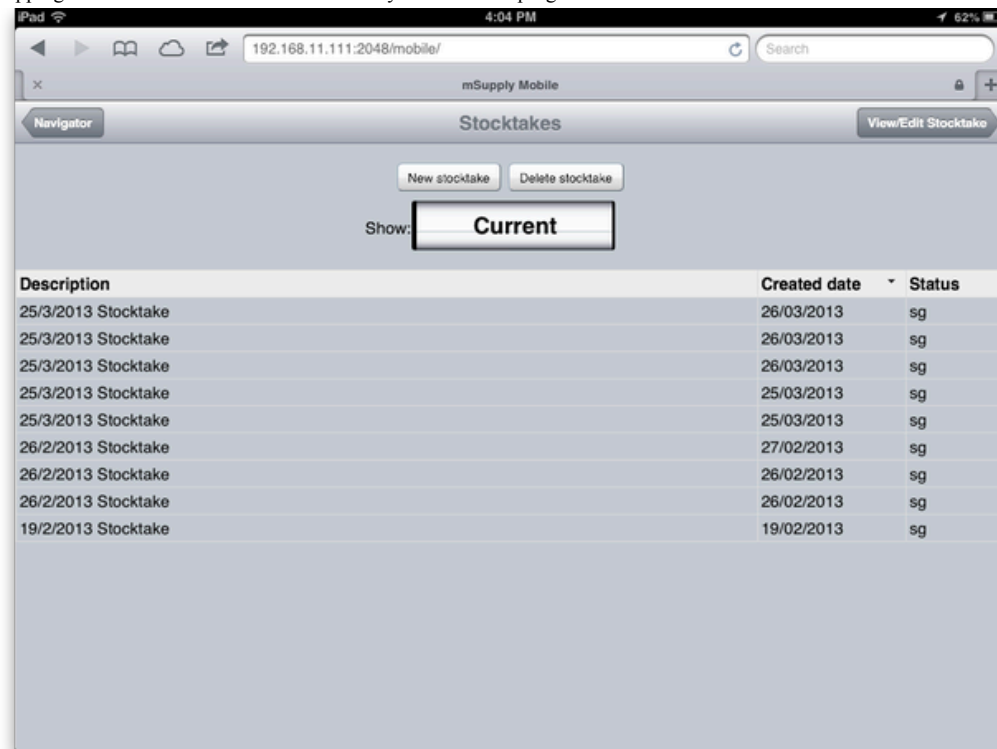 iPad 4:04 PM 62%
192.168.11.111:2048/mobile/ Search
mSupply Mobile
Navigator Stocktakes View/Edit Stocktake
New stocktake Delete stocktake
Show: Current
Description Created date Status
25/3/2013 Stocktake 26/03/2013 sg
25/3/2013 Stocktake 26/03/2013 sg
25/3/2013 Stocktake 26/03/2013 sg
25/3/2013 Stocktake 25/03/2013 sg
25/3/2013 Stocktake 25/03/2013 sg
26/2/2013 Stocktake 27/02/2013 sg
26/2/2013 Stocktake 26/02/2013 sg
26/2/2013 Stocktake 26/02/2013 sg
19/2/2013 Stocktake 19/02/2013 sg